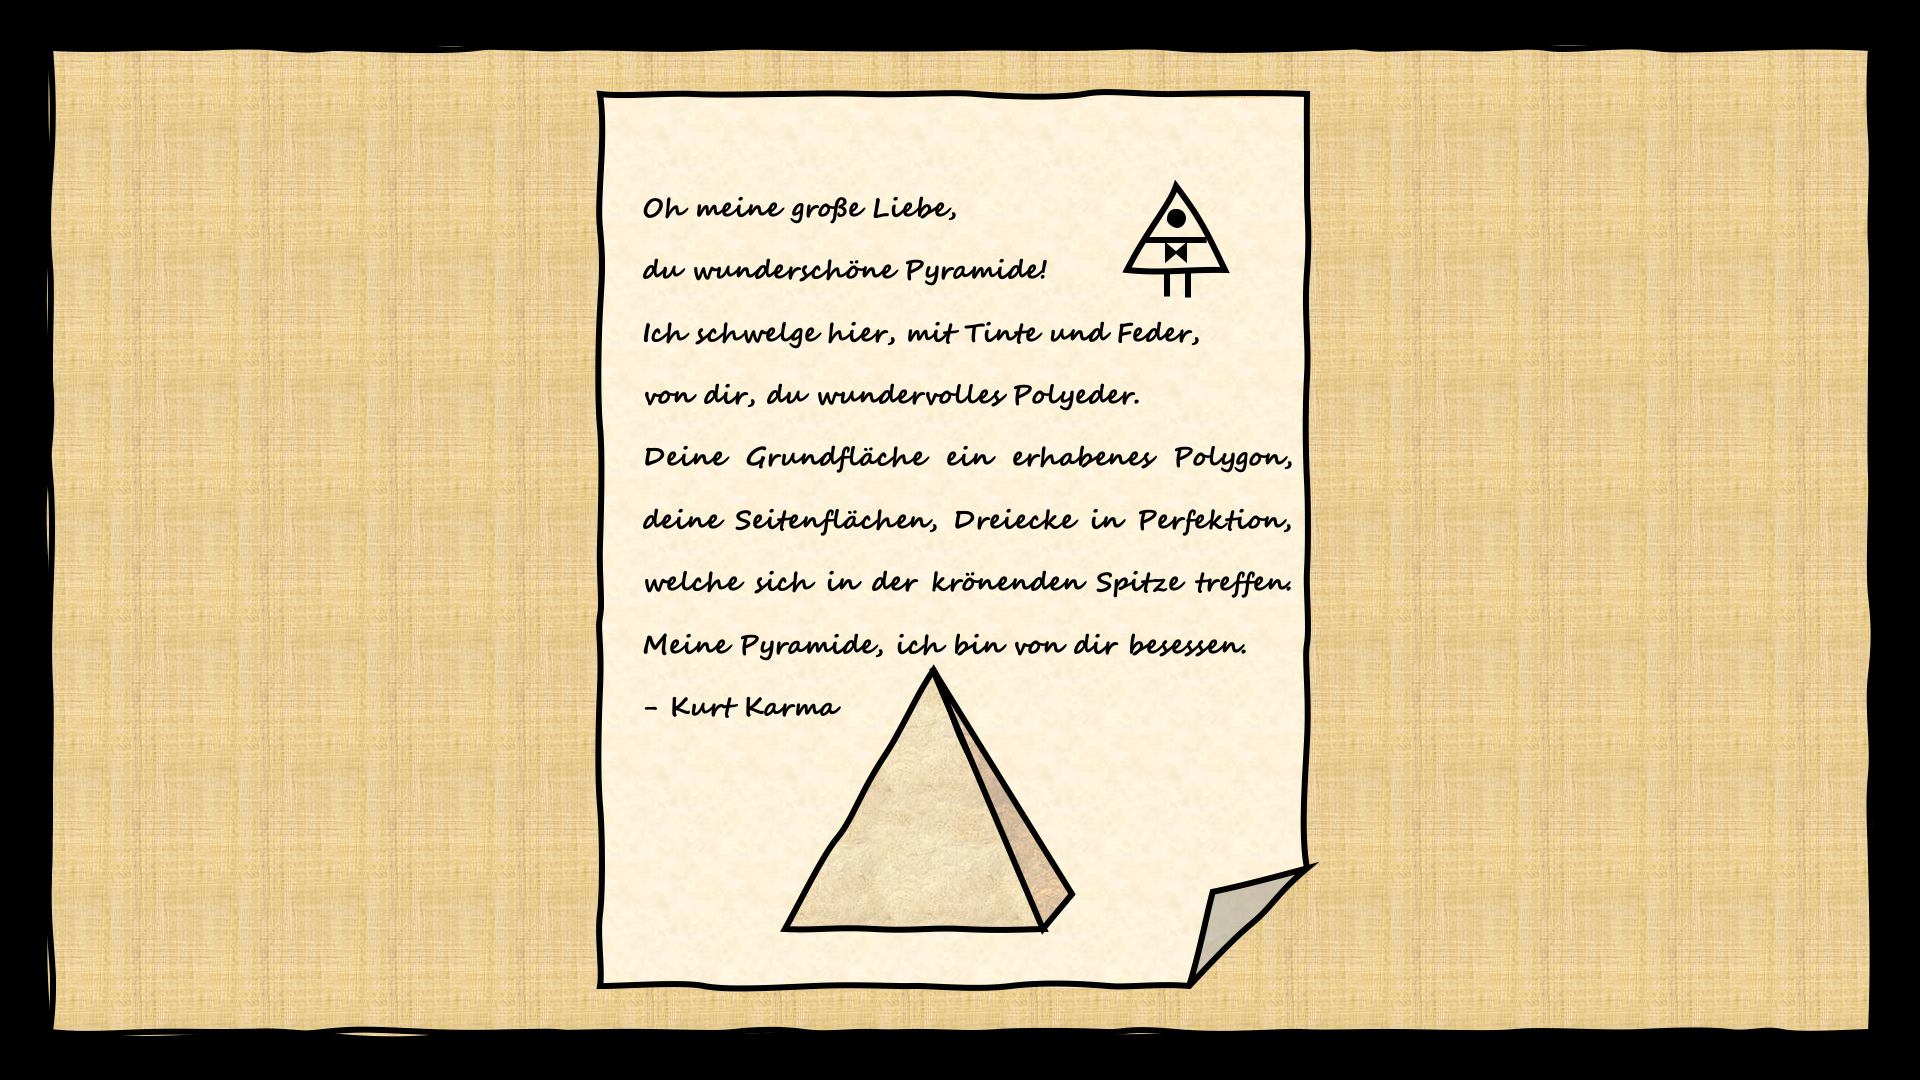 Oh meine große Liebe,
du wunderschöne Pyramide!
Ich schwelge hier, mit Tinte und Feder,
von dir, du wundervolles Polyeder.
Deine Grundfläche ein erhabenes Polygon,
deine Seitenflächen, Dreiecke in Perfektion,
welche sich in der krönenden Spitze treffen.
Meine Pyramide, ich bin von dir besessen.
- Kurt Karma